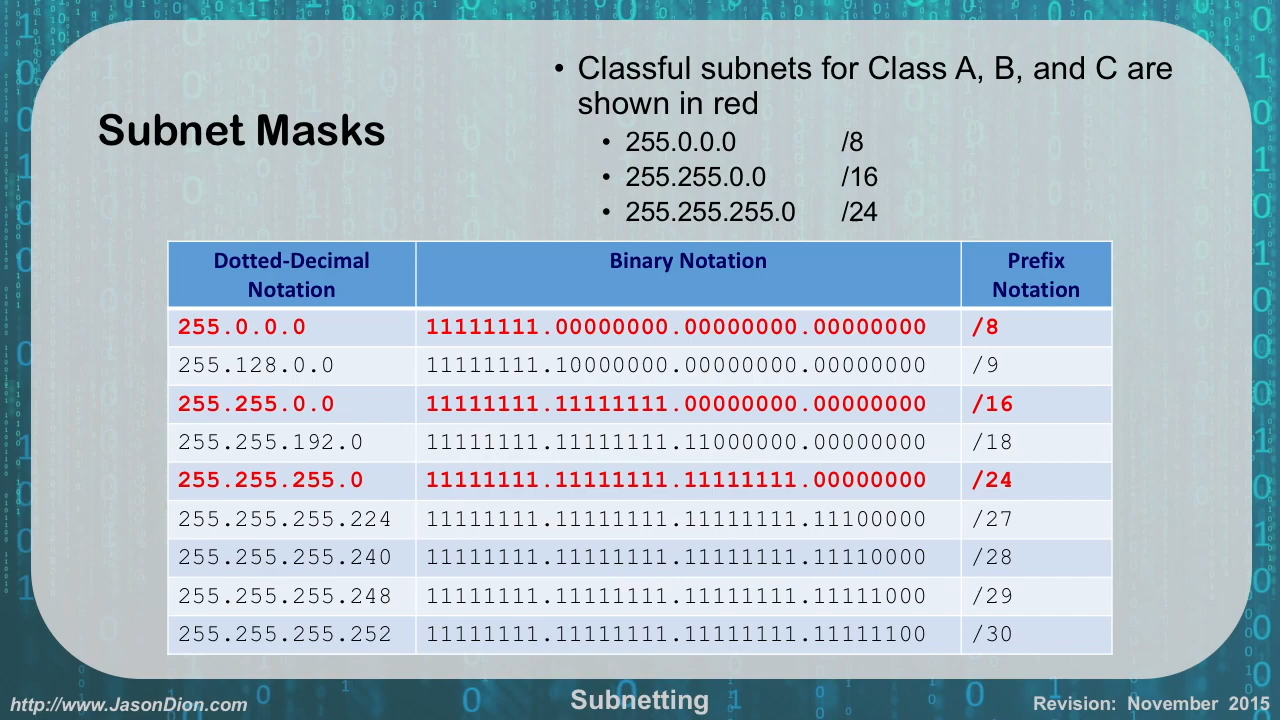 Subnet Masks
• Classful subnets for Class A, B, and C are
shown in red
• 255.0.0.0 /8
• 255.255.0.0 /16
• 255.255.255.0 /24
Dotted-Decimal Notation Binary Notation Prefix Notation
255.0.0.0 11111111.00000000.00000000.00000000 /8
255.128.0.0 11111111.10000000.00000000.00000000 /9
255.255.0.0 11111111.11111111.00000000.00000000 /16
255.255.192.0 11111111.11111111.11000000.00000000 /18
255.255.255.0 11111111.11111111.11111111.00000000 /24
255.255.255.224 11111111.11111111.11111111.11100000 /27
255.255.255.240 11111111.11111111.11111111.11110000 /28
255.255.255.248 11111111.11111111.11111111.11111000 /29
255.255.255.252 11111111.11111111.11111111.11111100 /30
http://www.JasonDion.com Subnetting Revision: November 2015